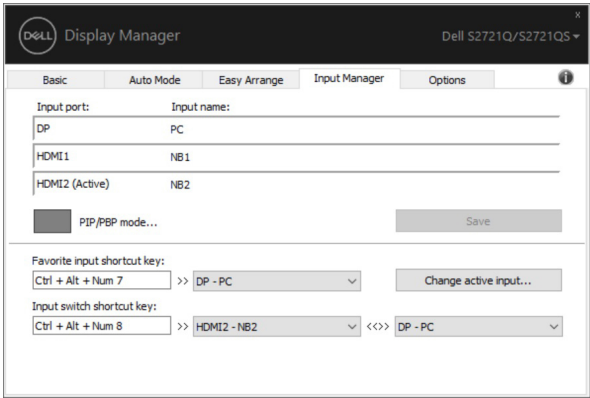 x
DELL Display Manager Dell S2721Q/S2721QS
Basic Auto Mode Easy Arrange Input Manager Options i
Input port: Input name:
DP PC
HDMI1 NB1
HDMI2 (Active) NB2
PIP/PBP mode... Save
Favorite input shortcut key:
Ctrl + Alt + Num 7 >> DP - PC Change active input...
Input switch shortcut key:
Ctrl + Alt + Num 8 >> HDMI2 - NB2 <<>> DP - PC